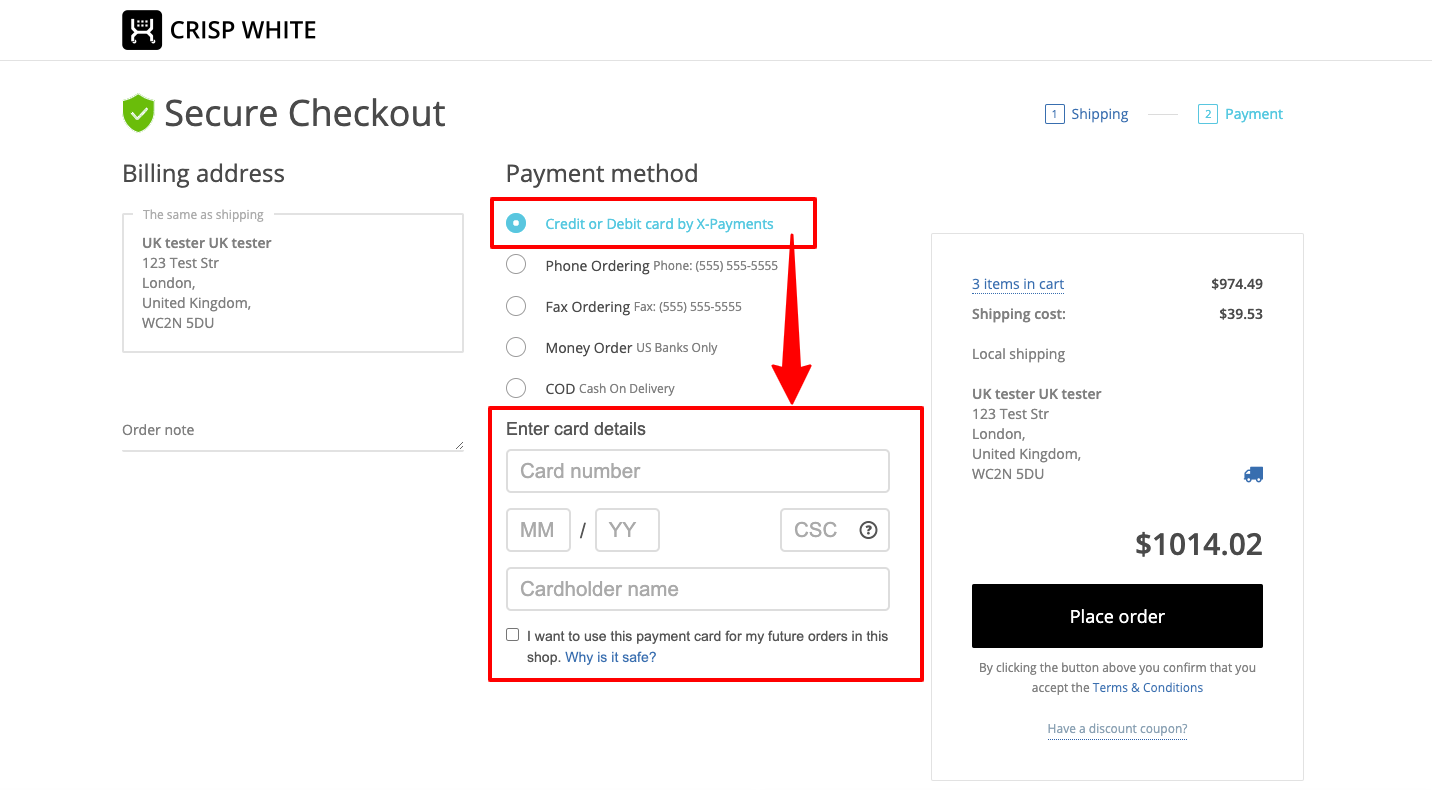 CRISP WHITE
Secure Checkout
1 Shipping
2 Payment
Billing address
The same as shipping
UK tester UK tester
123 Test Str
London,
United Kingdom,
WC2N 5DU
Order note
Payment method
Credit or Debit card by X-Payments
Phone Ordering Phone: (555) 555-5555
Fax Ordering Fax: (555) 555-5555
Money Order US Banks Only
COD Cash On Delivery
Enter card details
Card number
MM / YY
CSC ?
Cardholder name
I want to use this payment card for my future orders in this
shop. Why is it safe?
3 items in cart $974.49
Shipping cost: $39.53
Local shipping
UK tester UK tester
123 Test Str
London,
United Kingdom,
WC2N 5DU
$1014.02
Place order
By clicking the button above you confirm that you
accept the Terms & Conditions
Have a discount coupon?